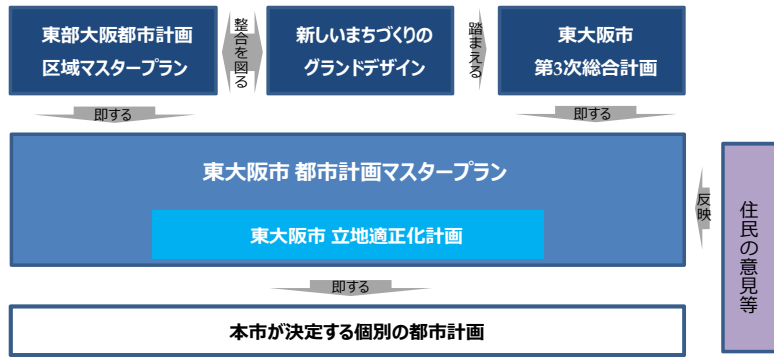 東部大阪都市計画
区域マスタープラン
整合を図る
新しいまちづくりの
グランドデザイン
踏まえる
東大阪市
第3次総合計画
即する
即する
東大阪市 都市計画マスタープラン
東大阪市 立地適正化計画
反映
住民の意見等
即する
本市が決定する個別の都市計画